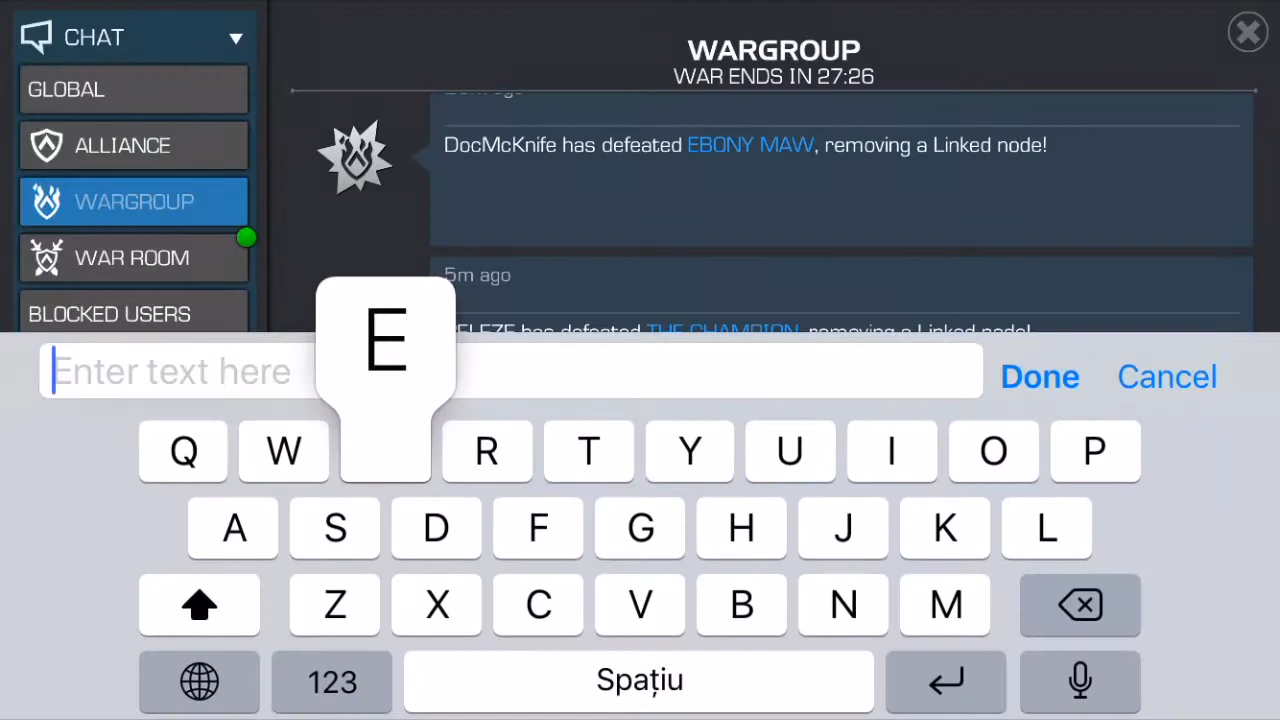 CHAT
GLOBAL
ALLIANCE
WARGROUP
WAR ROOM
BLOCKED USERS
WARGROUP
WAR ENDS IN 27:26
ago
DocMcKnife has defeated EBONY MAW, removing a Linked node!
5m ago
has defeated THE CHAMPION, removing a Linked node!
E
Enter text here
Done Cancel
Q W R T Y U I O P
A S D F G H J K L
Z X C V B N M
123 Spațiu